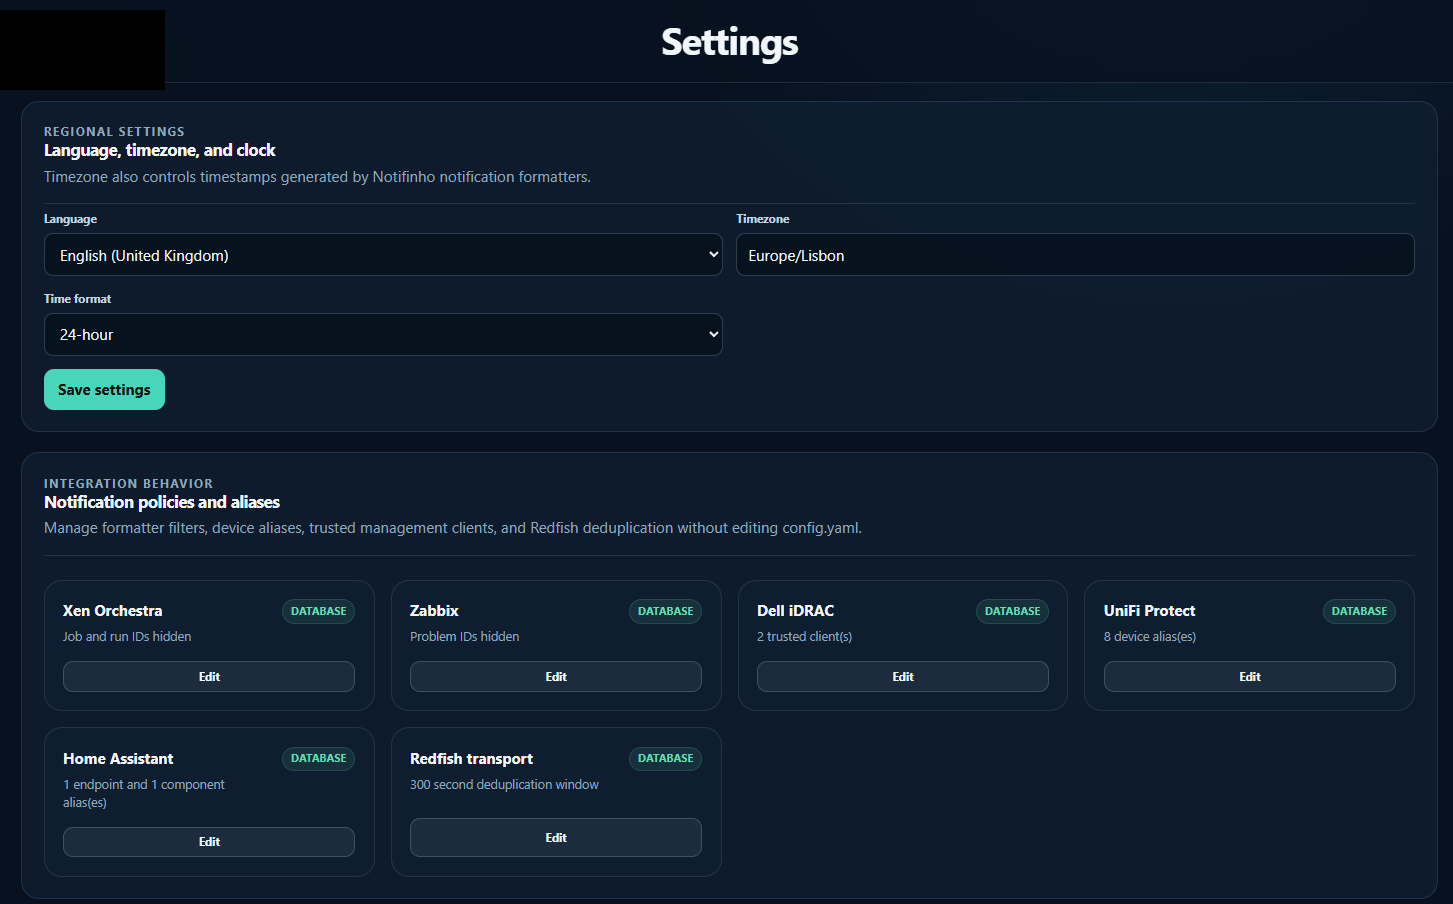 Settings
REGIONAL SETTINGS
Language, timezone, and clock
Timezone also controls timestamps generated by Notifinho notification formatters.
Language
Timezone
English (United Kingdom)
Europe/Lisbon
Time format
24-hour
Save settings
INTEGRATION BEHAVIOR
Notification policies and aliases
Manage formatter filters, device aliases, trusted management clients, and Redfish deduplication without editing config.yaml.
Xen Orchestra
DATABASE
Job and run IDs hidden
Edit
Zabbix
DATABASE
Problem IDs hidden
Edit
Dell iDRAC
DATABASE
2 trusted client(s)
Edit
UniFi Protect
DATABASE
8 device alias(es)
Edit
Home Assistant
DATABASE
1 endpoint and 1 component
alias(es)
Edit
Redfish transport
DATABASE
300 second deduplication window
Edit